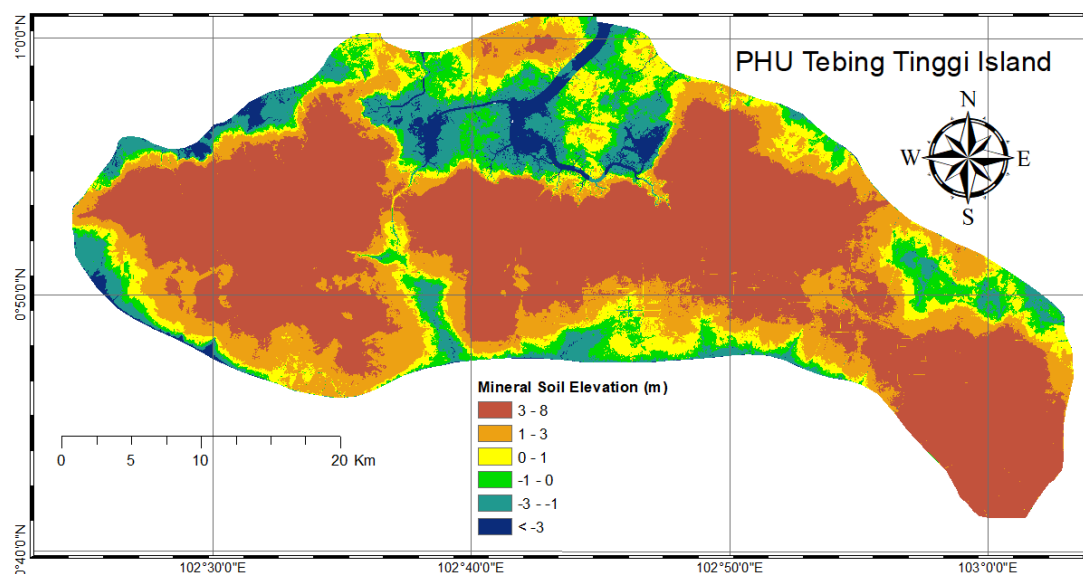 PHU Tebing Tinggi Island
N
W E
S
1°0'0"N
0°50'0"N
0°40'0"N
Mineral Soil Elevation (m)
3 - 8
1 - 3
0 - 1
-1 - 0
-3 - -1
< -3
0 5 10 20 Km
102°30'0"E 102°40'0"E 102°50'0"E 103°0'0"E